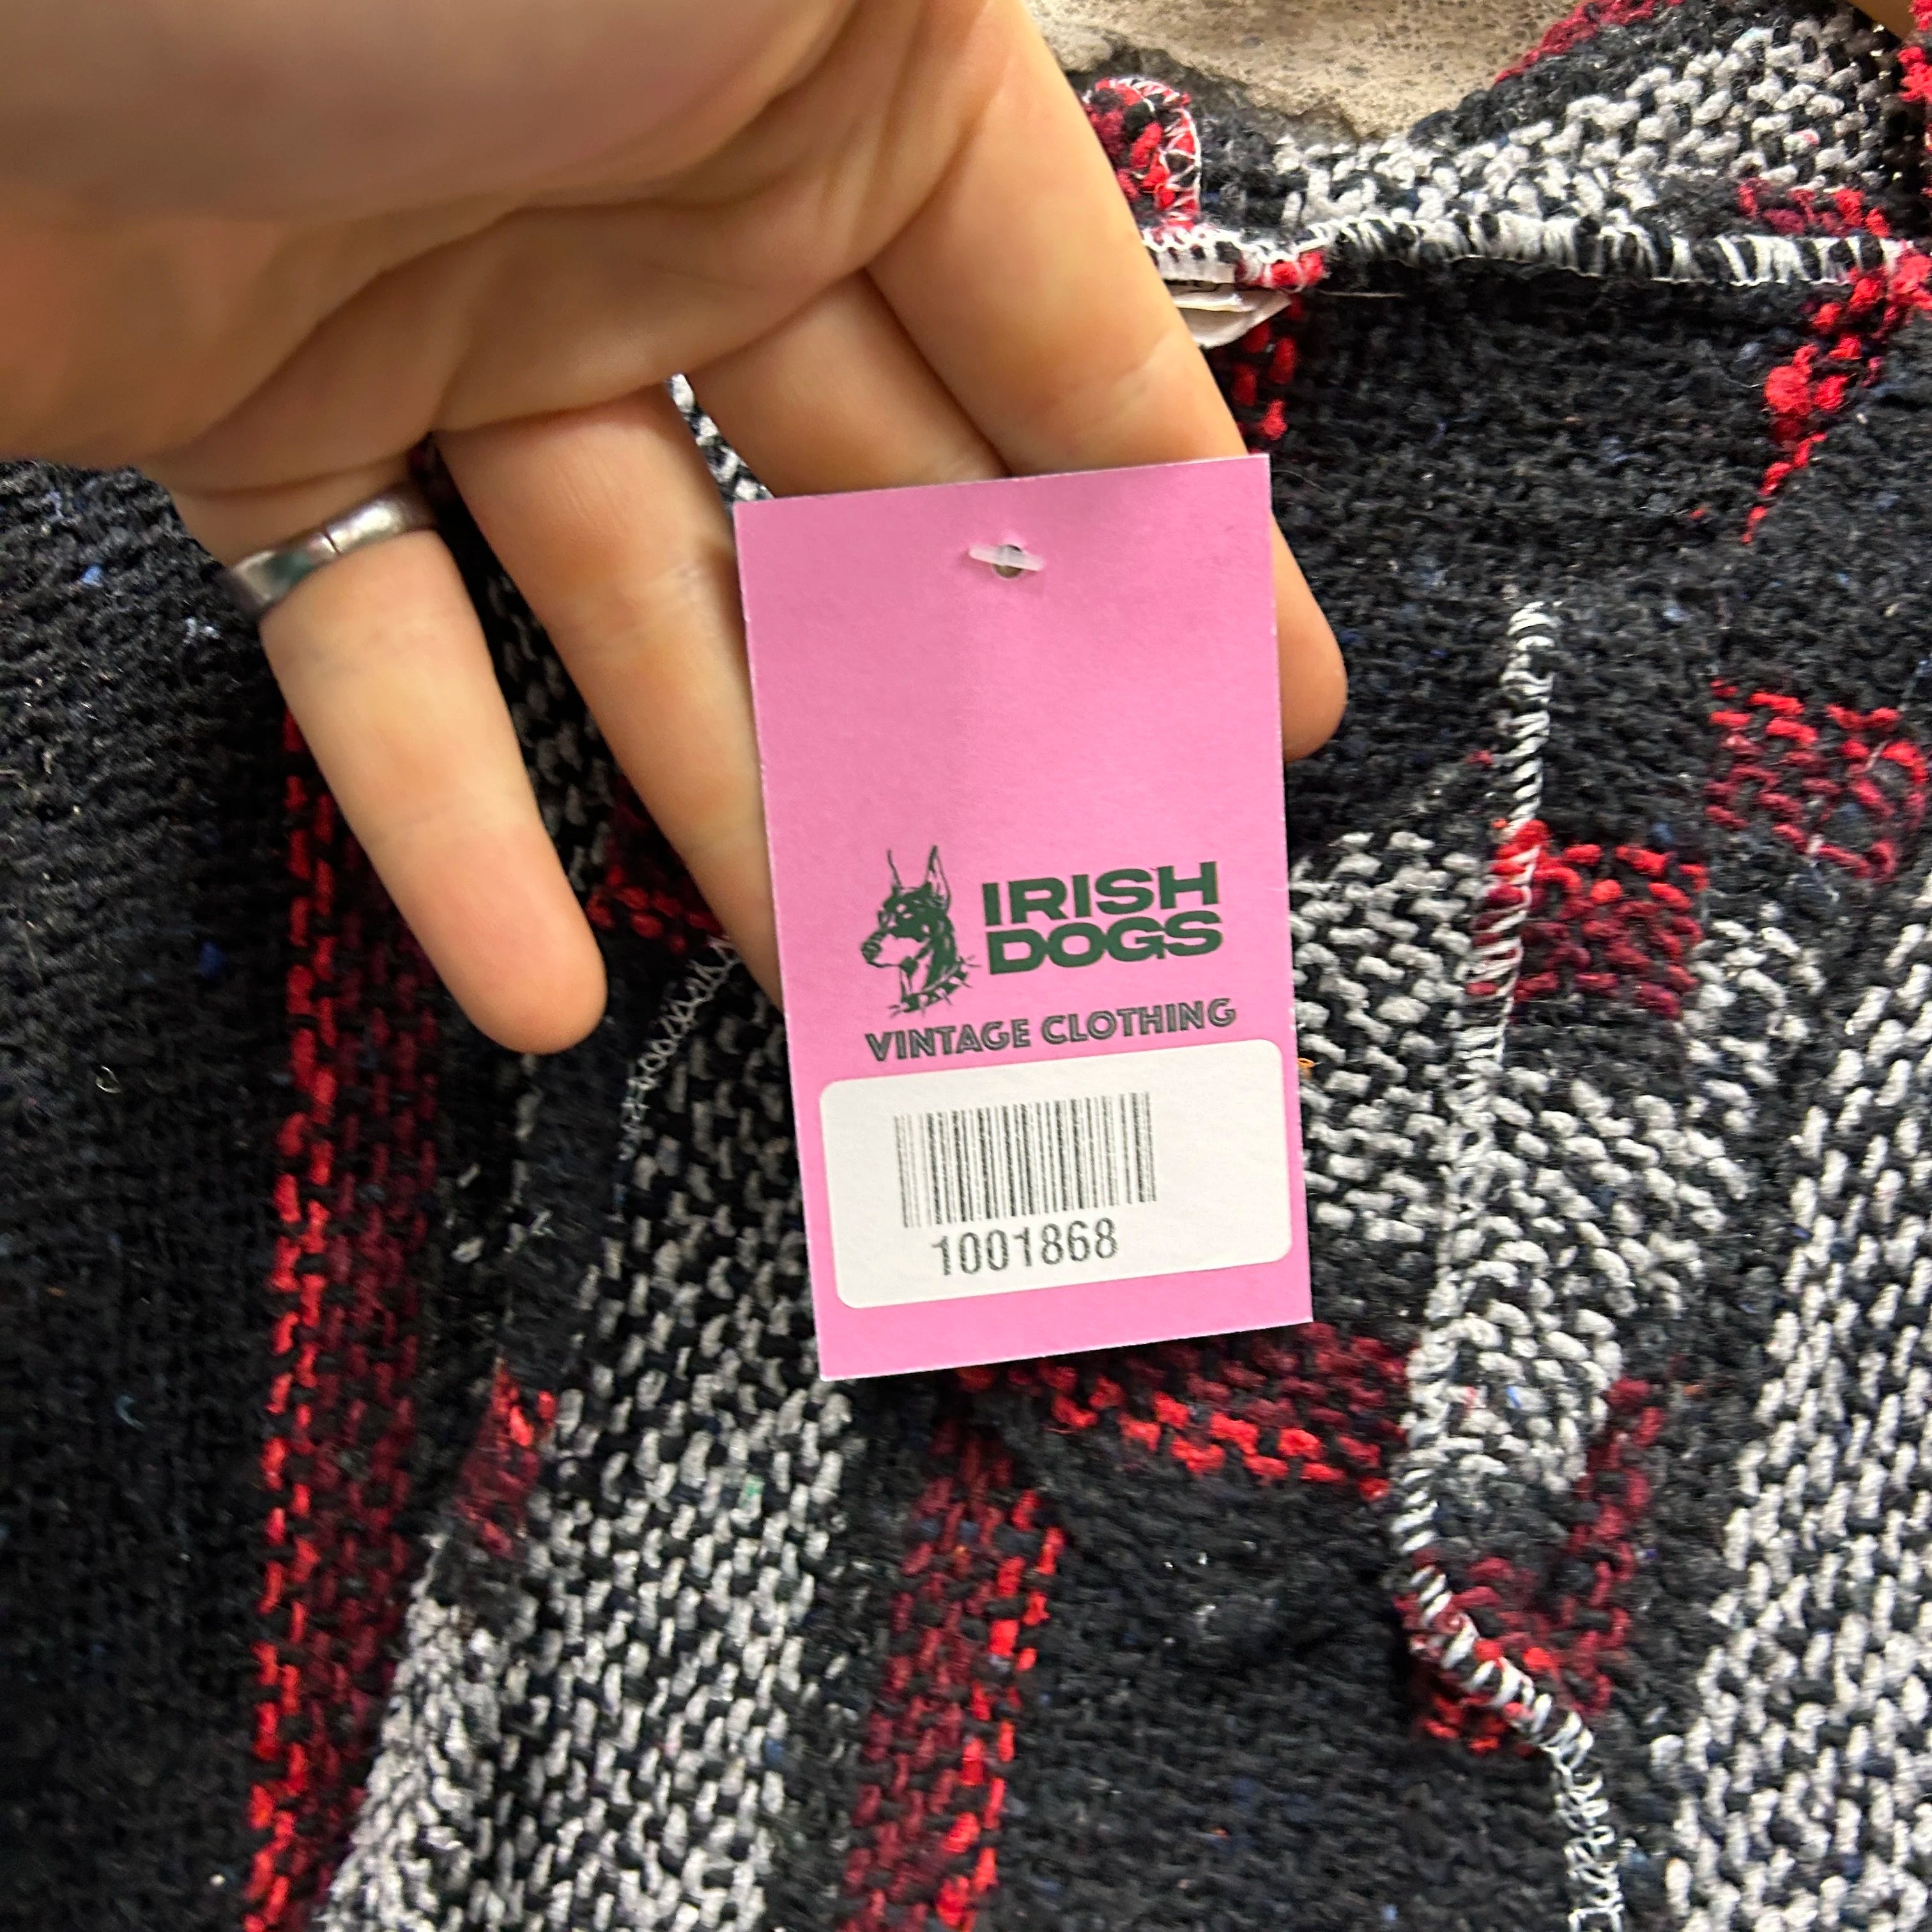 IRISH
DOGS
VINTAGE CLOTHING
1001868